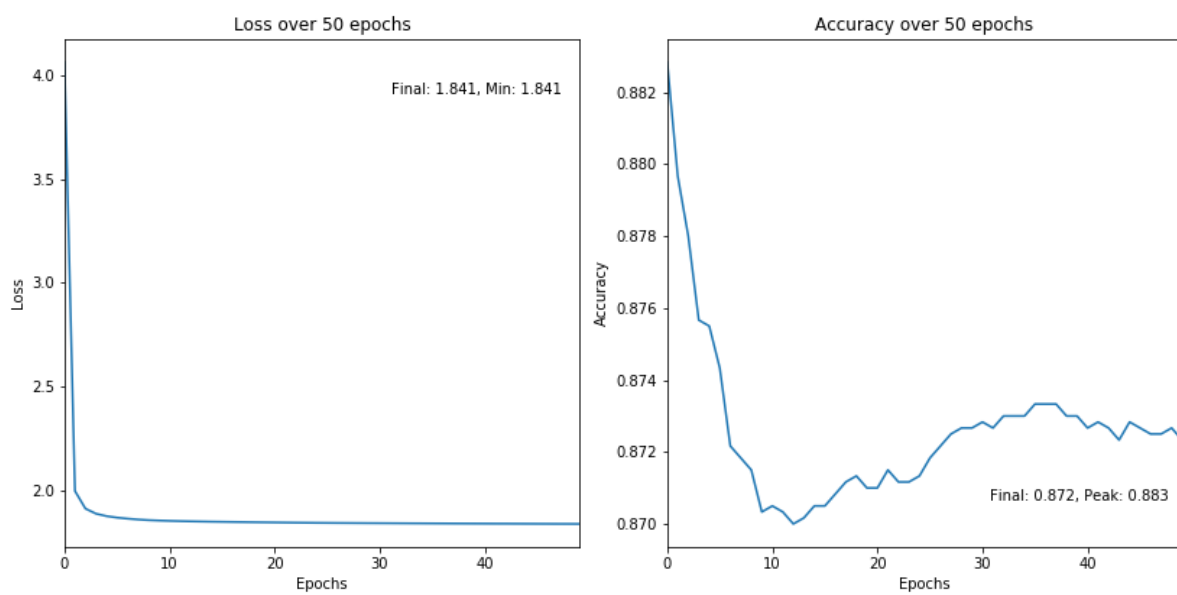 Loss over 50 epochs
Final: 1.841, Min: 1.841
4.0
3.5
3.0
2.5
2.0
Loss
0
10
20
30
40
Epochs
Accuracy over 50 epochs
0.882
0.880
0.878
0.876
0.874
0.872
0.870
Accuracy
Final: 0.872, Peak: 0.883
0
10
20
30
40
Epochs